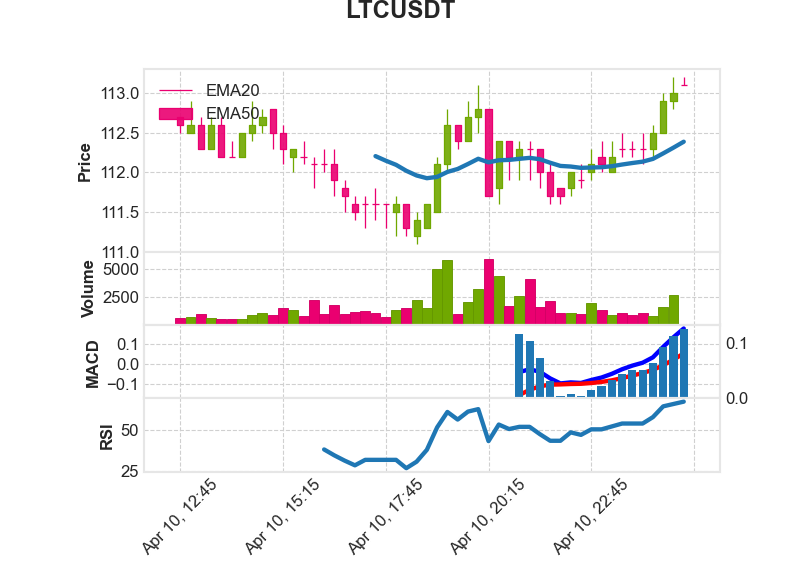 LTCUSDT
EMA20
EMA50
Price
113.0
112.5
112.0
111.5
111.0
Volume
5000
2500
MACD
0.1
0.0
−0.1
0.1
0.0
RSI
50
25
Apr 10, 12:45
Apr 10, 15:15
Apr 10, 17:45
Apr 10, 20:15
Apr 10, 22:45